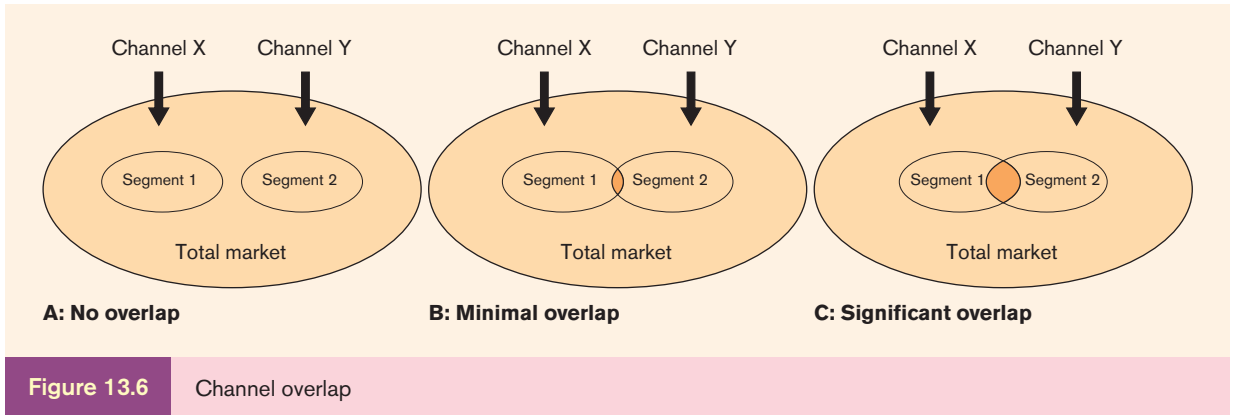 Channel X Channel Y
Segment 1 Segment 2
Total market
A: No overlap
Channel X Channel Y
Segment 1 Segment 2
Total market
B: Minimal overlap
Channel X Channel Y
Segment 1 Segment 2
Total market
C: Significant overlap
Figure 13.6 Channel overlap